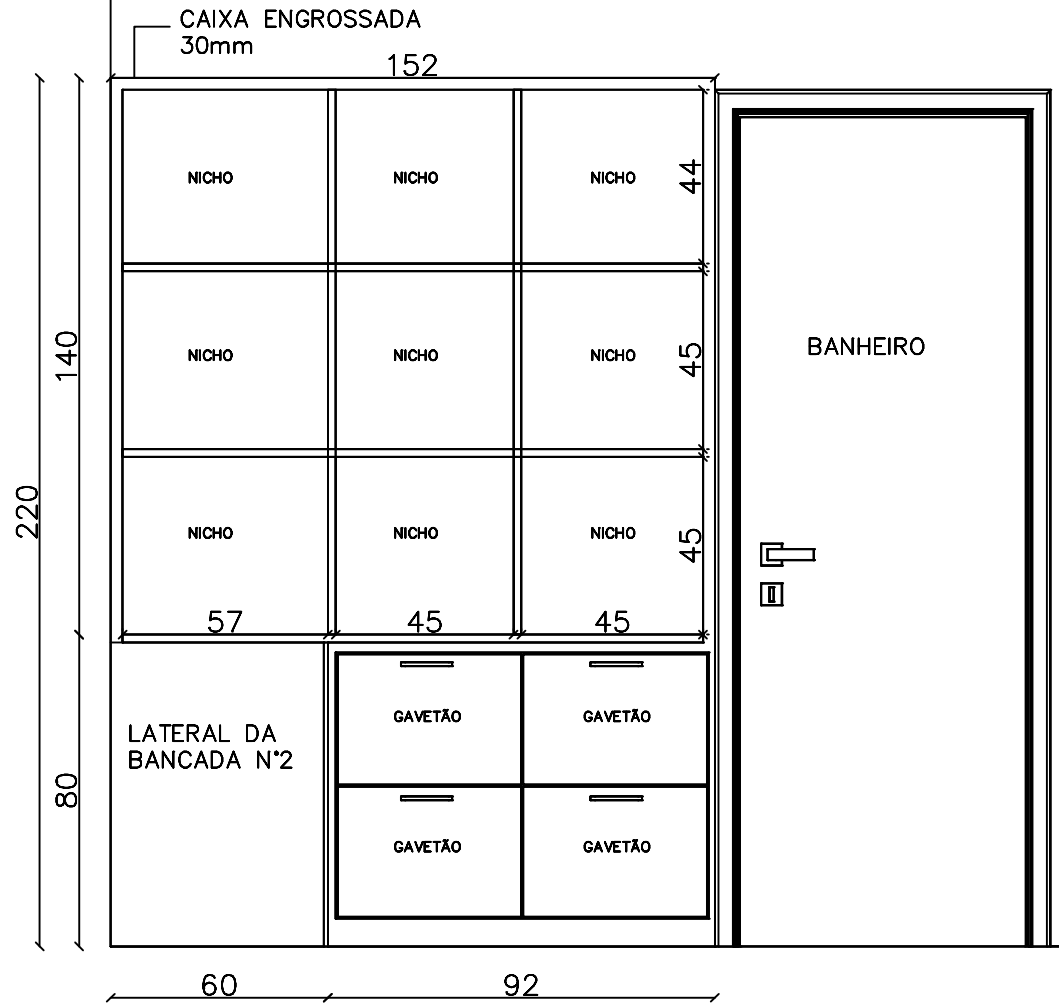 CAIXA ENGROSSADA
30mm
152
NICHO NICHO NICHO 44
140
BANHEIRO
NICHO NICHO NICHO 45
220
NICHO NICHO NICHO 45
57 45 45
LATERAL DA
BANCADA N°2
GAVETÃO GAVETÃO
80
GAVETÃO GAVETÃO
60 92